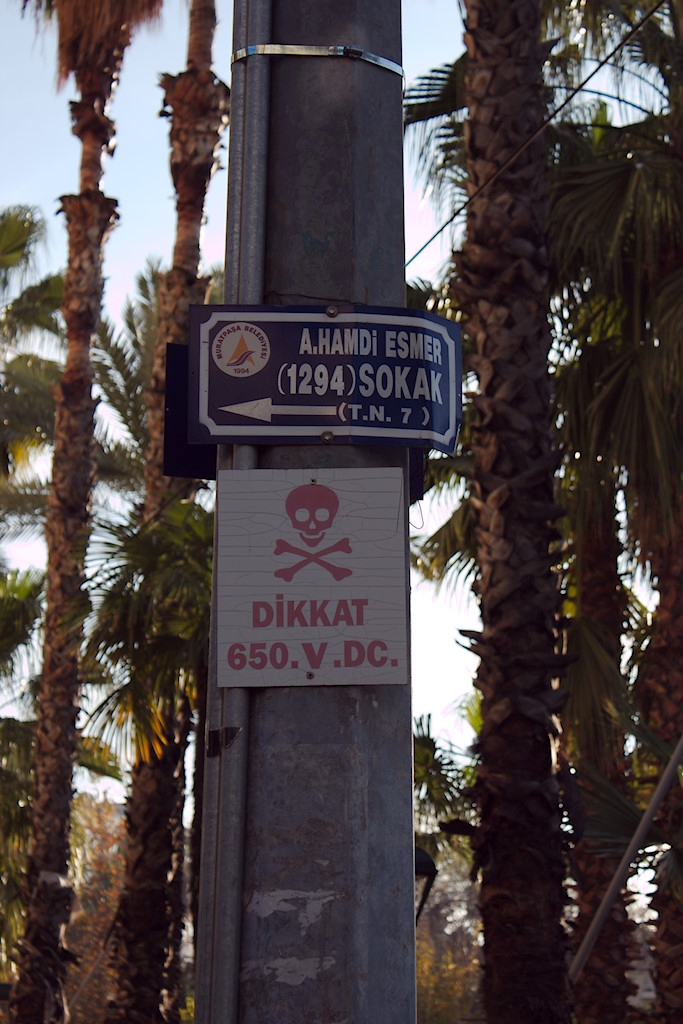 MURATPAŞA BELEDİYESİ
1994
A.HAMDİ ESMER
(1294)SOKAK
(T.N. 7 )
DİKKAT
650.V.DC.